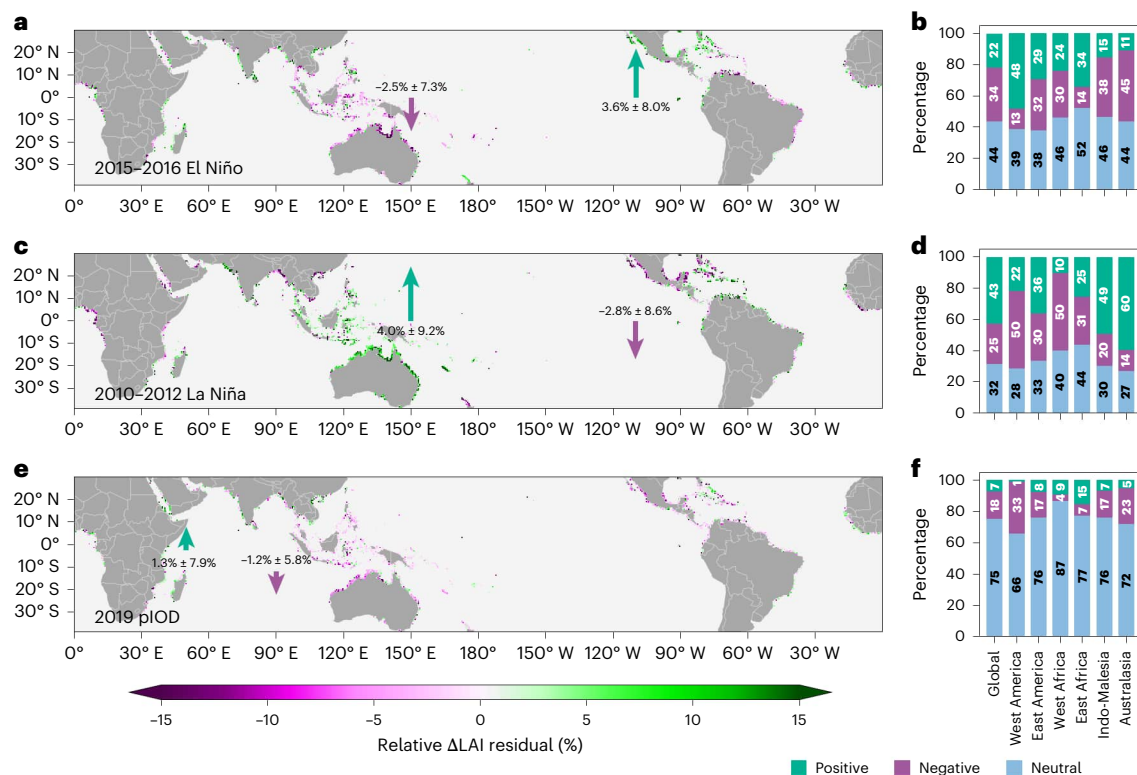 a
20° N
10° N
0°
10° S
20° S
30° S
−2.5% ± 7.3%
3.6% ± 8.0%
2015–2016 El Niño
0° 30° E 60° E 90° E 120° E 150° E 150° W 120° W 90° W 60° W 30° W
b
Percentage
100
80
60
40
20
0
22 48 29 24 34 15 11
34 13 32 30 14 38 45
44 39 38 46 52 46 44
c
20° N
10° N
0°
10° S
20° S
30° S
4.0% ± 9.2%
−2.8% ± 8.6%
2010–2012 La Niña
0° 30° E 60° E 90° E 120° E 150° E 150° W 120° W 90° W 60° W 30° W
d
Percentage
100
80
60
40
20
0
43 22 36 10 25 49 60
25 50 30 50 31 20 14
32 28 33 40 44 30 27
e
20° N
10° N
0°
10° S
20° S
30° S
1.3% ± 7.9%
−1.2% ± 5.8%
2019 pIOD
0° 30° E 60° E 90° E 120° E 150° E 150° W 120° W 90° W 60° W 30° W
f
Percentage
100
80
60
40
20
0
7 1 8 9 15 7 5
18 33 17 4 7 17 23
75 66 76 87 77 76 72
Global
West America
East America
West Africa
East Africa
Indo-Malesia
Australasia
−15 −10 −5 0 5 10 15
Relative ΔLAI residual (%)
Positive Negative Neutral